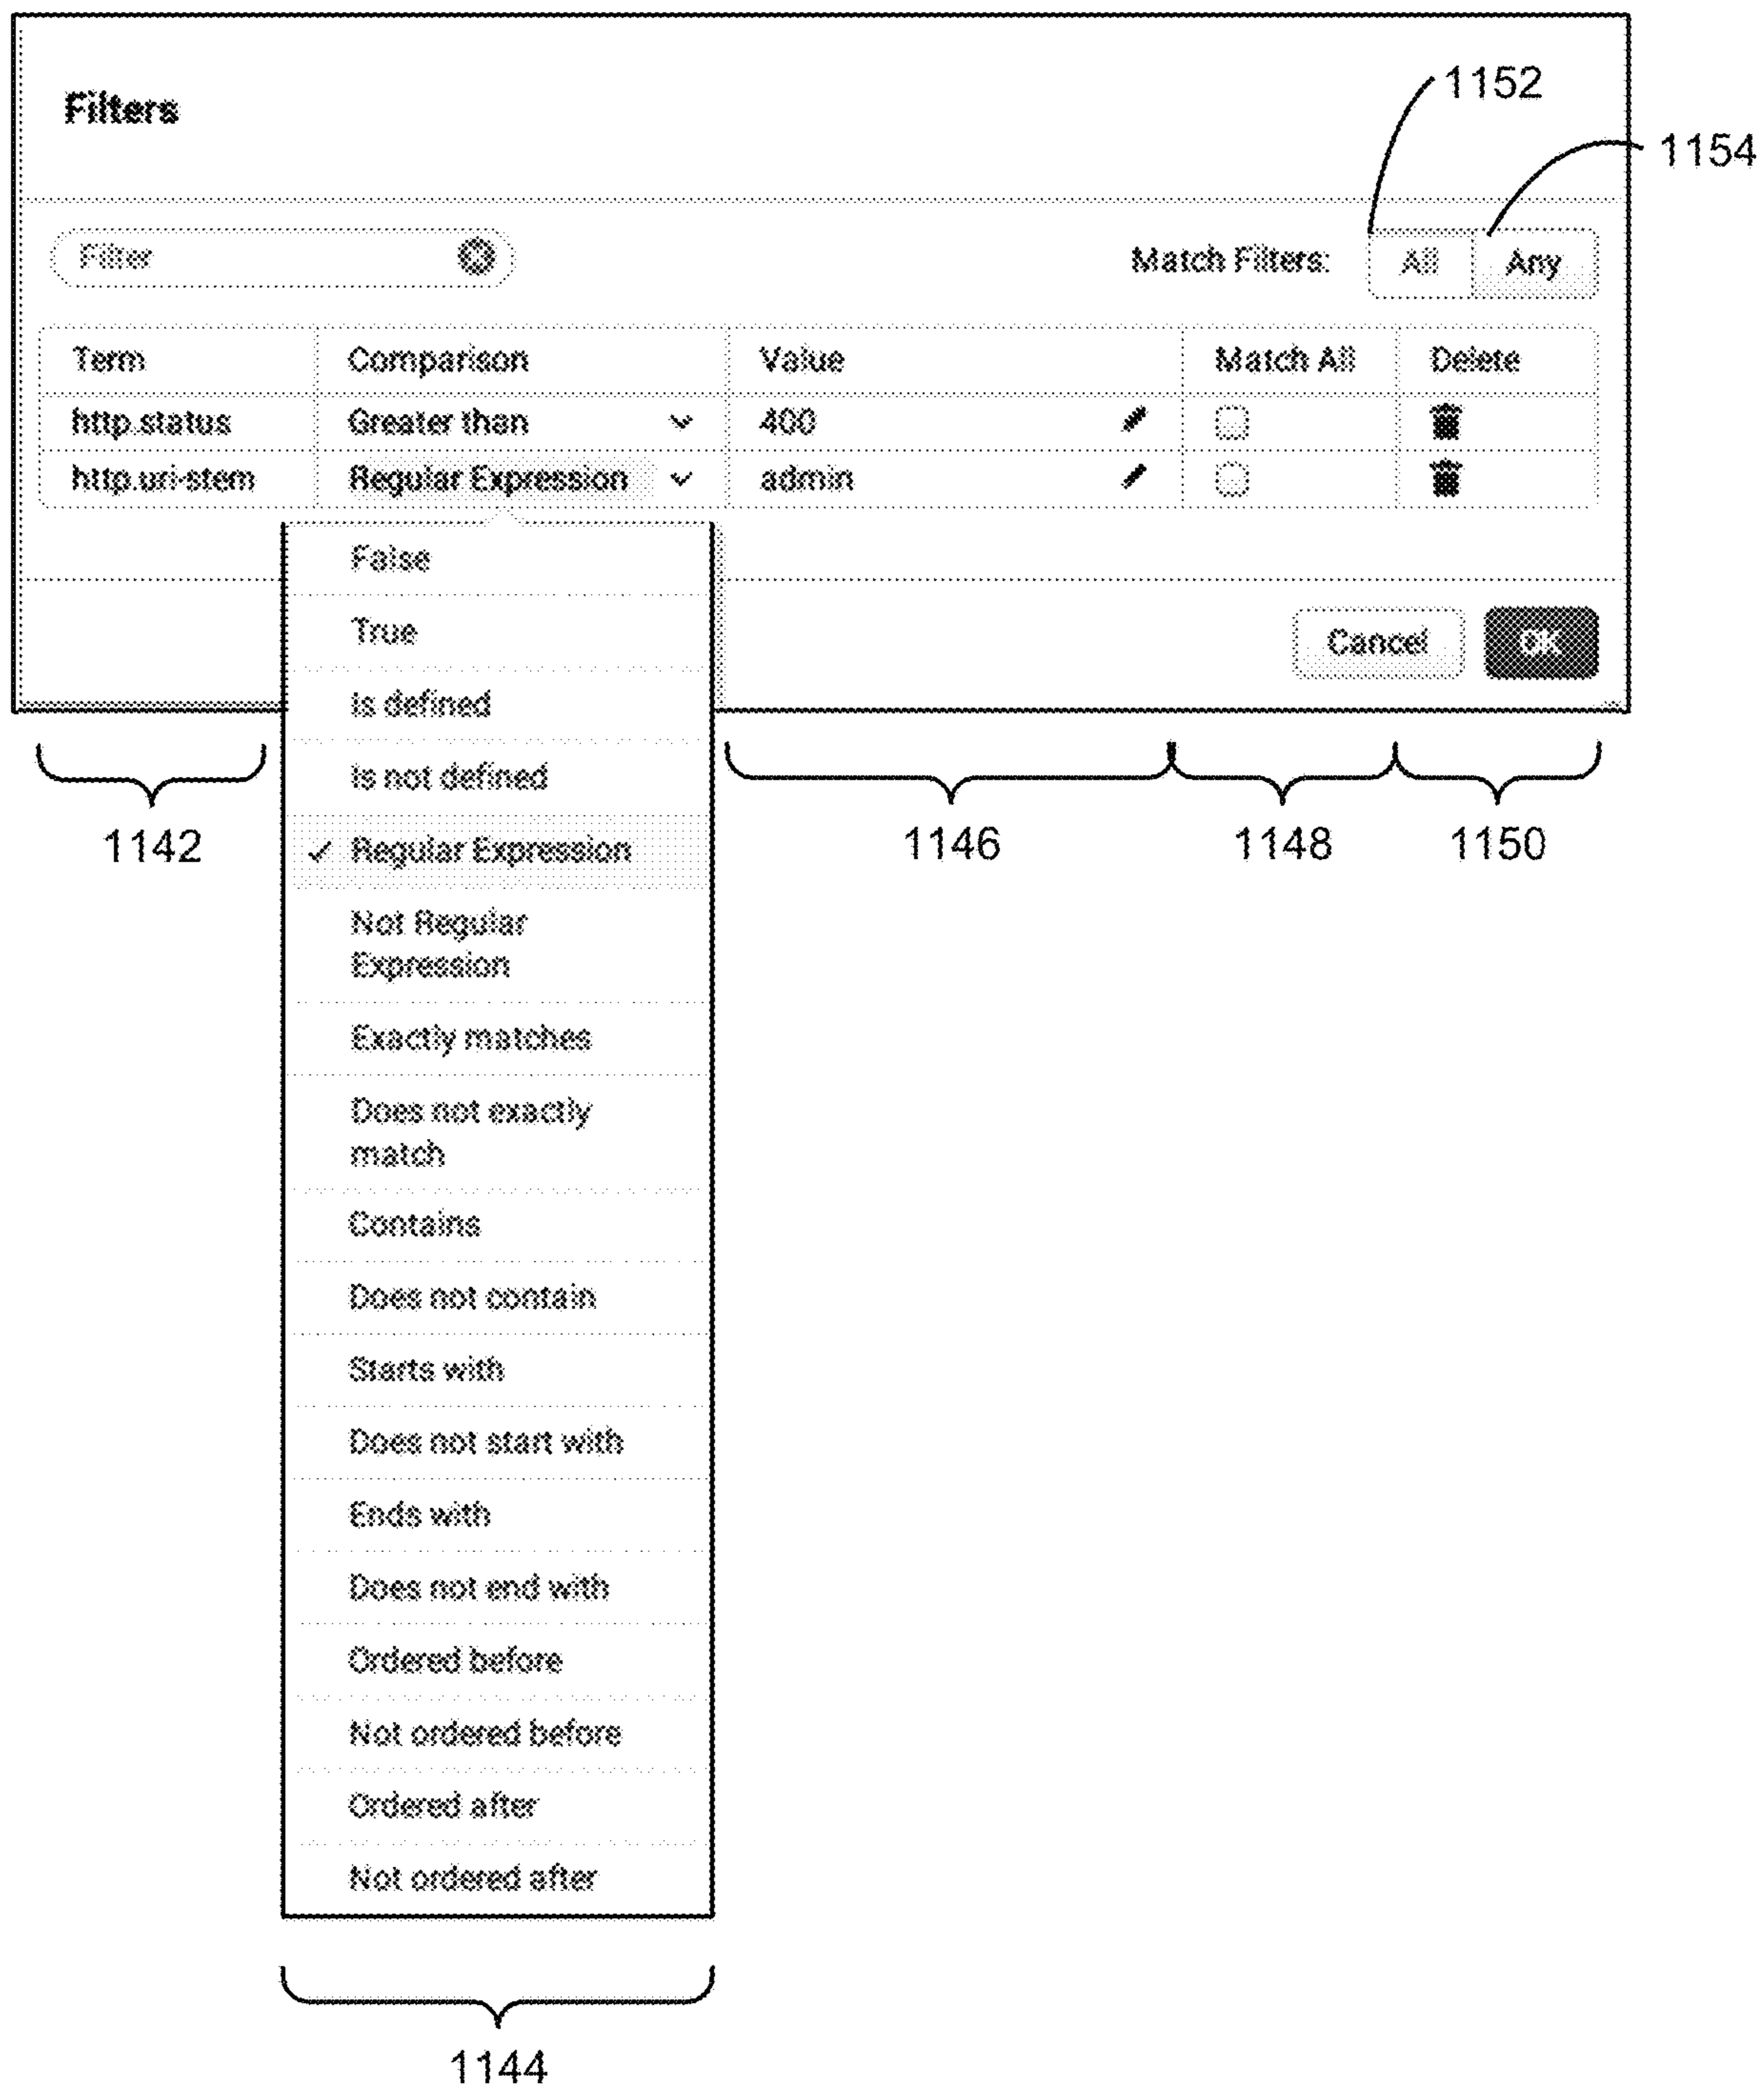 1152
Filters
1154
Filter
Match Filters: All Any
Term Comparison Value Match All Delete
http.status Greater than 400
http.uri-stem Regular Expression admin
False
True
Cancel OK
is defined
is not defined
1142
1146
1148
1150
Regular Expression
Not Regular
Expression
Exactly matches
Does not exactly
match
Contains
Does not contain
Starts with
Does not start with
Ends with
Does not end with
Ordered before
Not ordered before
Ordered after
Not ordered after
1144